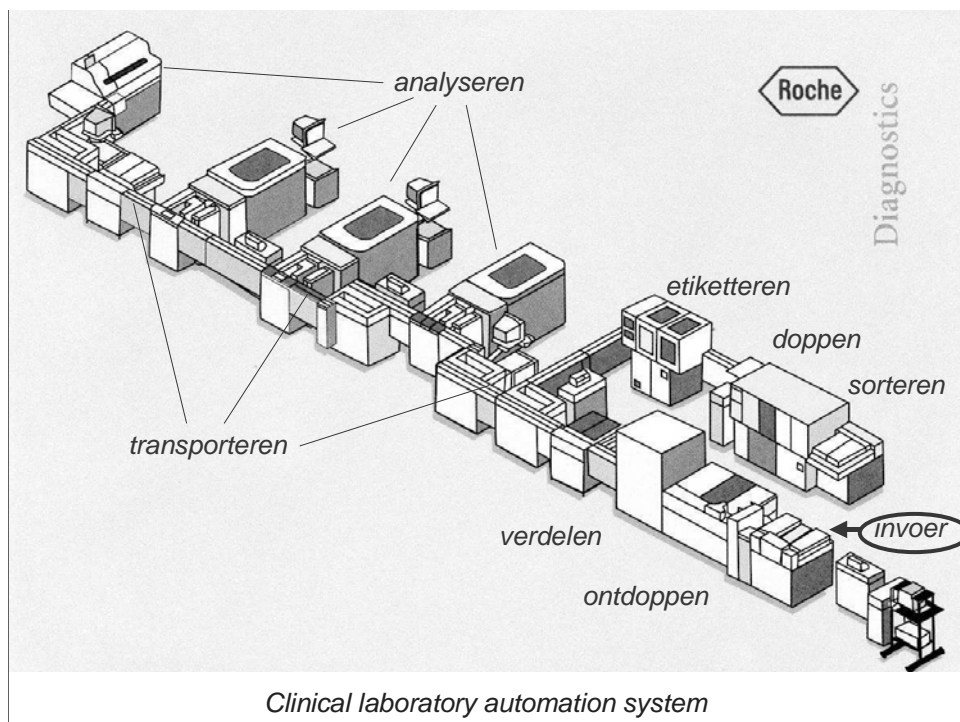 analyseren
Roche
Diagnostics
etiketteren
doppen
sorteren
transporteren
invoer
verdelen
ontdoppen
Clinical laboratory automation system